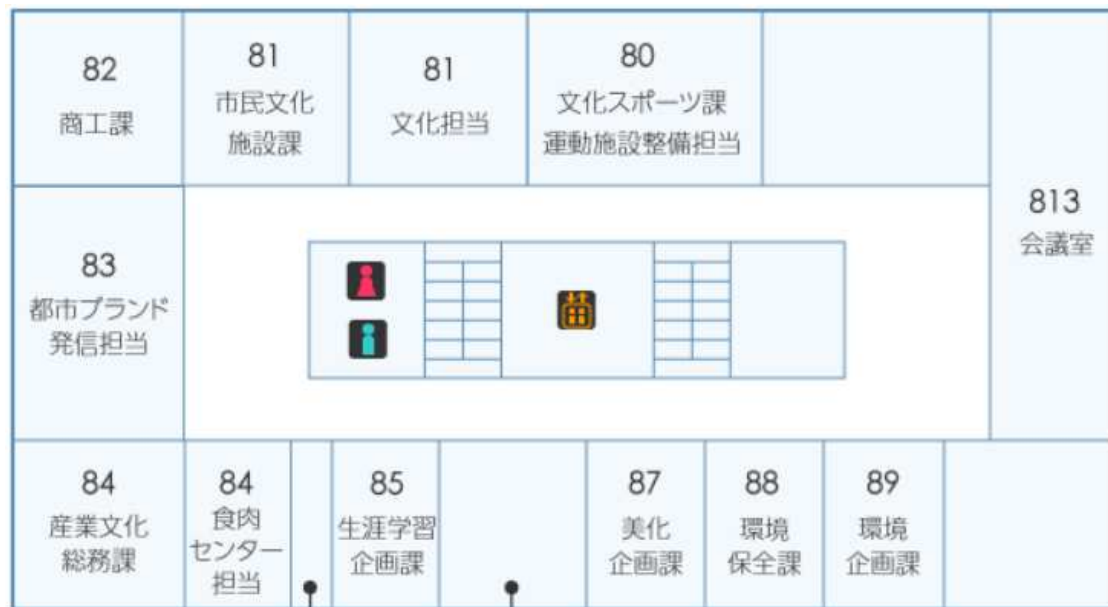 82
商工課
81
市民文化
施設課
81
文化担当
80
文化スポーツ課
運動施設整備担当
813
会議室
83
都市ブランド
発信担当
84
産業文化
総務課
84
食肉
センター
担当
85
生涯学習
企画課
87
美化
企画課
88
環境
保全課
89
環境
企画課